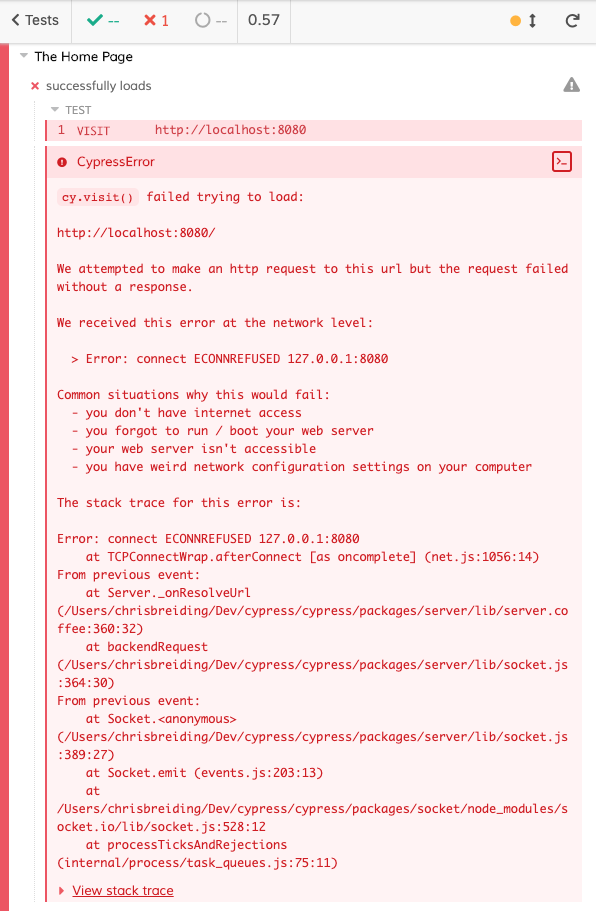 Tests -- 1 -- 0.57
The Home Page
successfully loads
TEST
1 VISIT http://localhost:8080
CypressError
cy.visit() failed trying to load:
http://localhost:8080/
We attempted to make an http request to this url but the request failed
without a response.
We received this error at the network level:
> Error: connect ECONNREFUSED 127.0.0.1:8080
Common situations why this would fail:
- you don't have internet access
- you forgot to run / boot your web server
- your web server isn't accessible
- you have weird network configuration settings on your computer
The stack trace for this error is:
Error: connect ECONNREFUSED 127.0.0.1:8080
at TCPConnectWrap.afterConnect [as oncomplete] (net.js:1056:14)
From previous event:
at Server._onResolveUrl
(/Users/chrisbreiding/Dev/cypress/cypress/packages/server/lib/server.co
ffee:360:32)
at backendRequest
(/Users/chrisbreiding/Dev/cypress/cypress/packages/server/lib/socket.js
:364:30)
From previous event:
at Socket.<anonymous>
(/Users/chrisbreiding/Dev/cypress/cypress/packages/server/lib/socket.js
:389:27)
at Socket.emit (events.js:203:13)
at
/Users/chrisbreiding/Dev/cypress/cypress/packages/socket/node_modules/s
ocket.io/lib/socket.js:528:12
at processTicksAndRejections
(internal/process/task_queues.js:75:11)
View stack trace